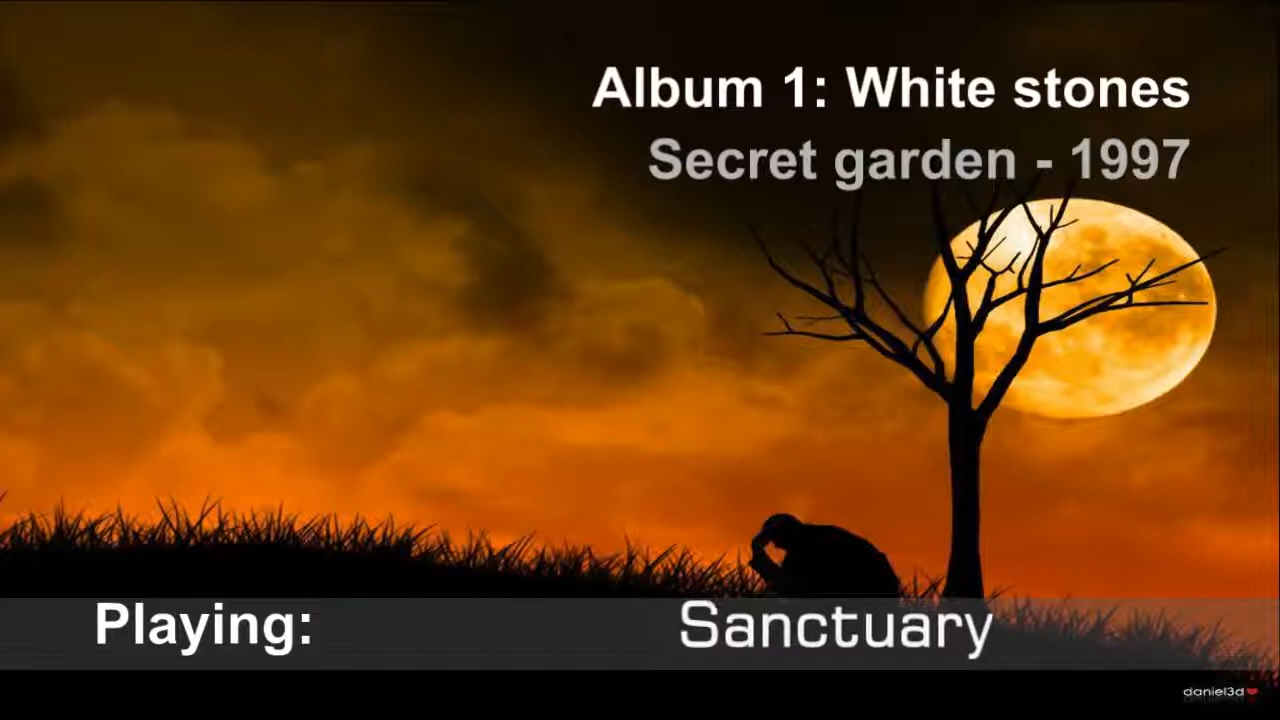 Album 1: White stones
Secret garden - 1997
Playing: Sanctuary
daniel3d